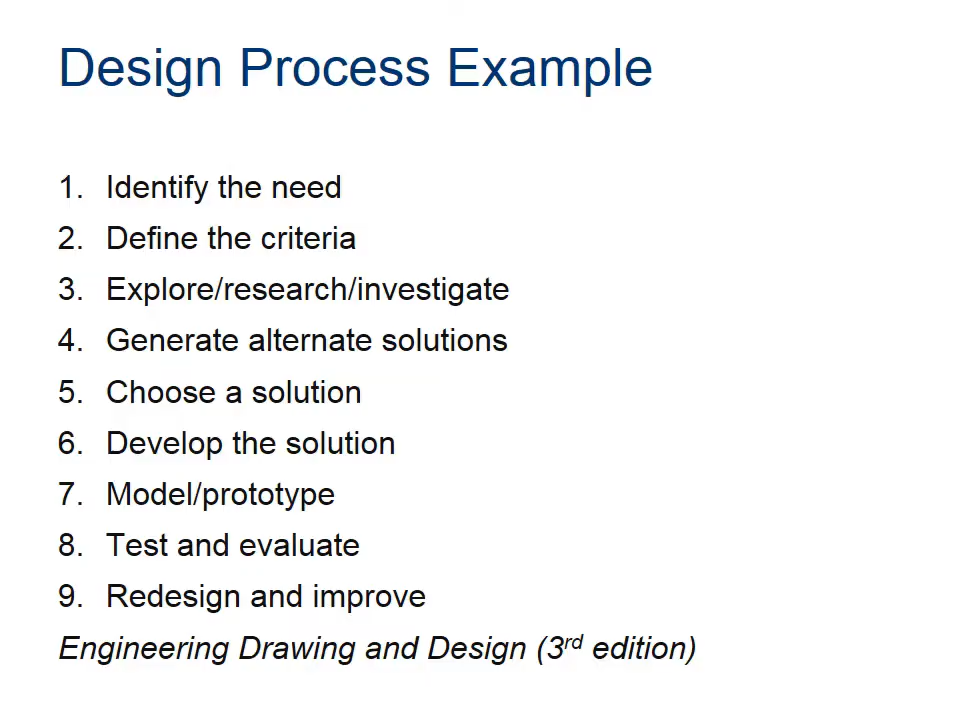 Design Process Example
1. Identify the need
2. Define the criteria
3. Explore/research/investigate
4. Generate alternate solutions
5. Choose a solution
6. Develop the solution
7. Model/prototype
8. Test and evaluate
9. Redesign and improve
Engineering Drawing and Design (3rd edition)